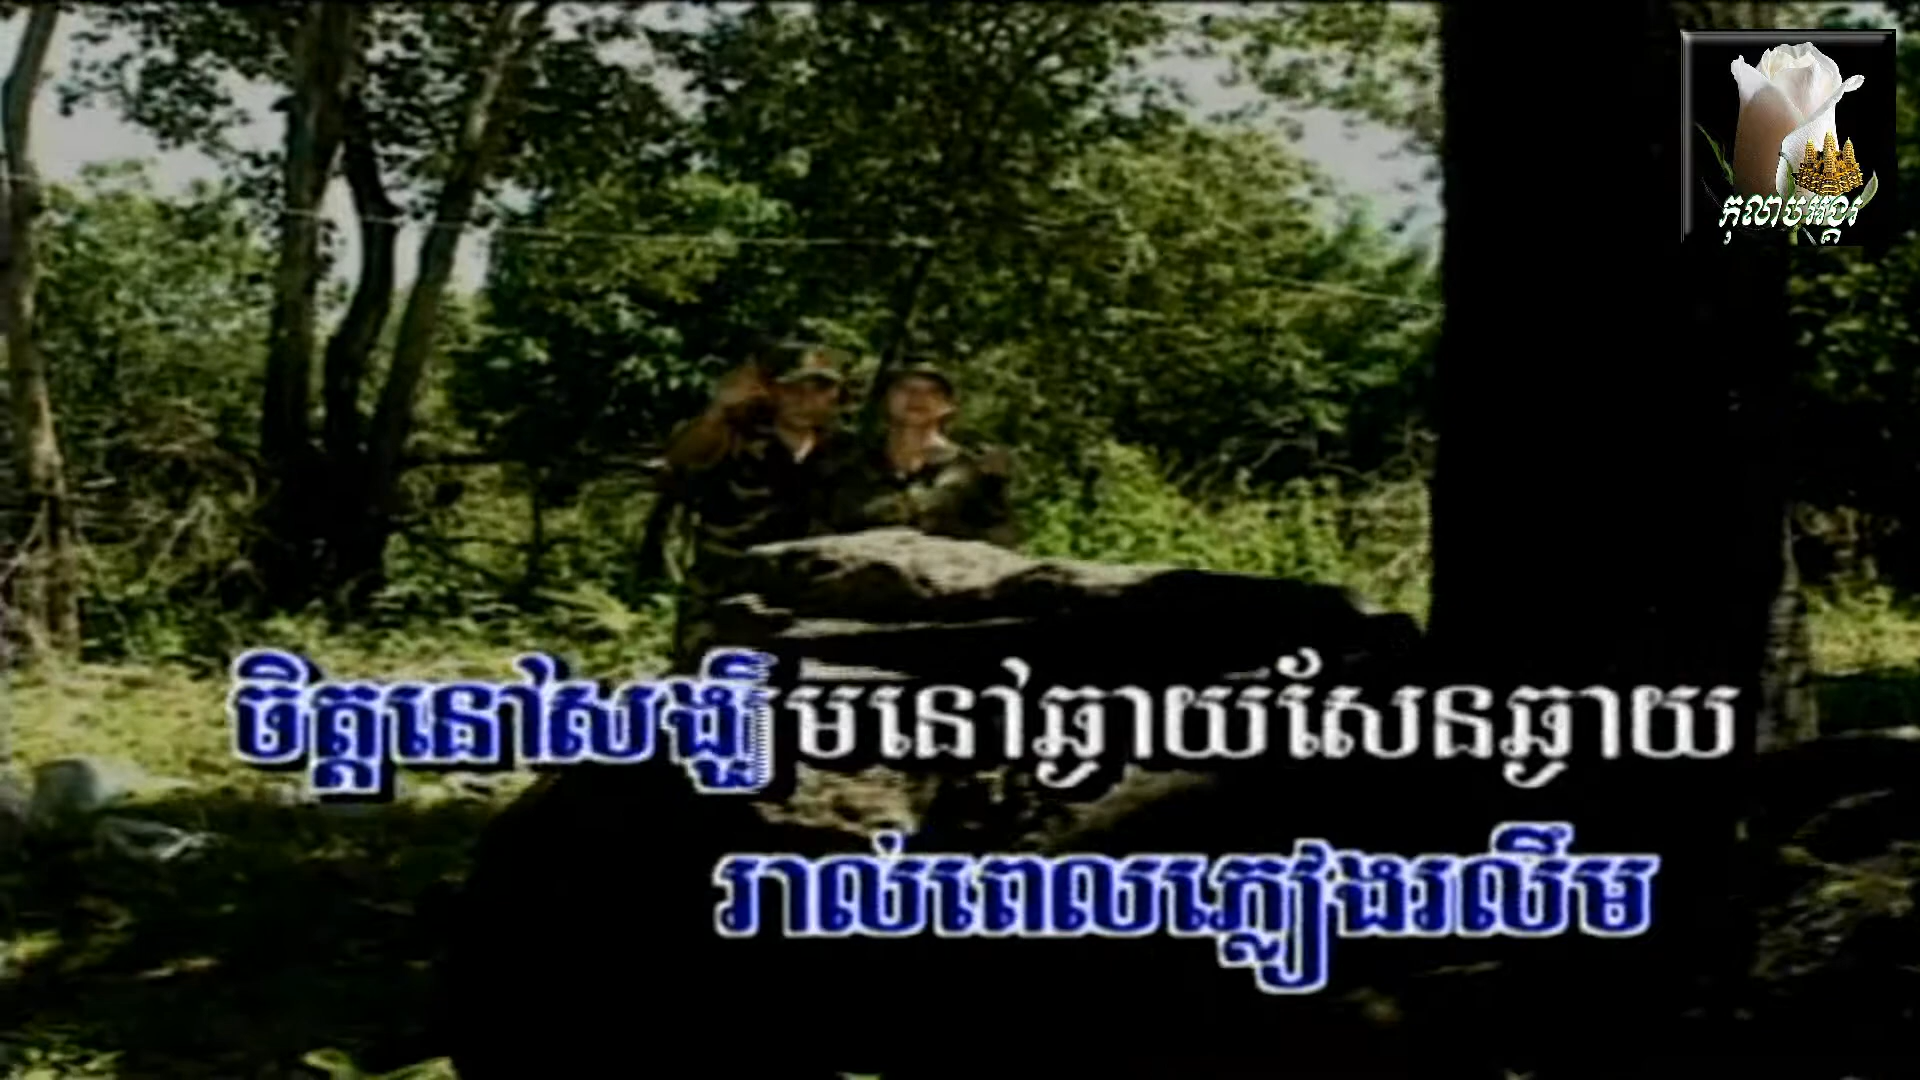 កុលាបអង្គរ
ចិត្តនៅសង្ឃឹមនៅឆ្ងាយសែនឆ្ងាយ
រាល់ពេលភ្លៀងរលឹម